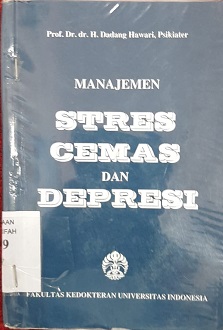 Prof. Dr. dr. H. Dadang Hawari, Psikiater
MANAJEMEN
STRES
CEMAS
DAN
DEPRESI
FAKULTAS KEDOKTERAN UNIVERSITAS INDONESIA